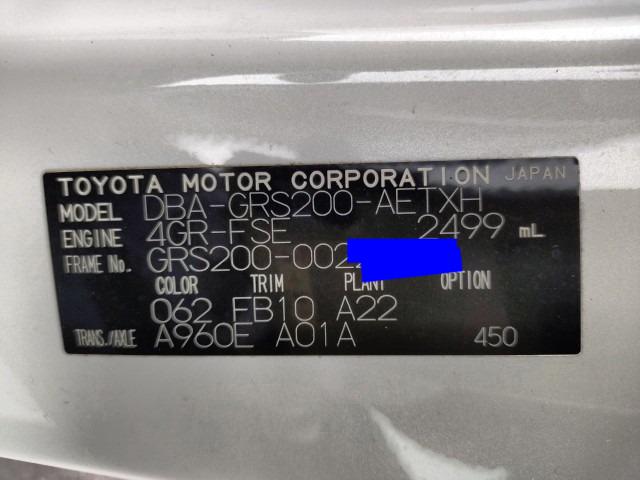 TOYOTA MOTOR CORPORATION JAPAN
MODEL DBA-GRS200-AETXH
ENGINE 4GR-FSE 2499 mL
FRAME No. GRS200-002
COLOR TRIM PLANT OPTION
062 FB10 A22
TRANS./AXLE A960E A01A 450